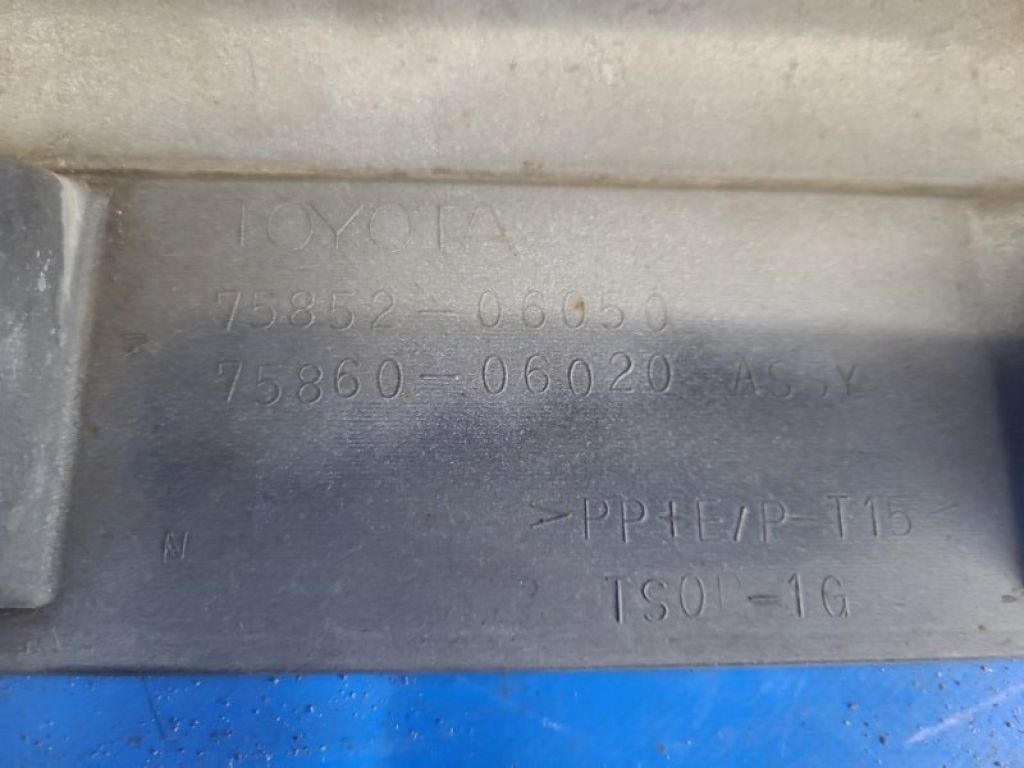 TOYOTA
75852-06050
75860-06020 ASSY
>PP+E/P-T15<
TSOP-1G
N